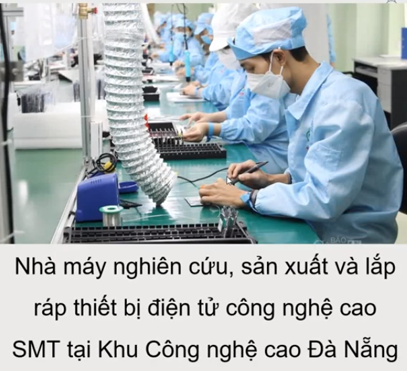 Nhà máy nghiên cứu, sản xuất và lắp
ráp thiết bị điện tử công nghệ cao
SMT tại Khu Công nghệ cao Đà Nẵng